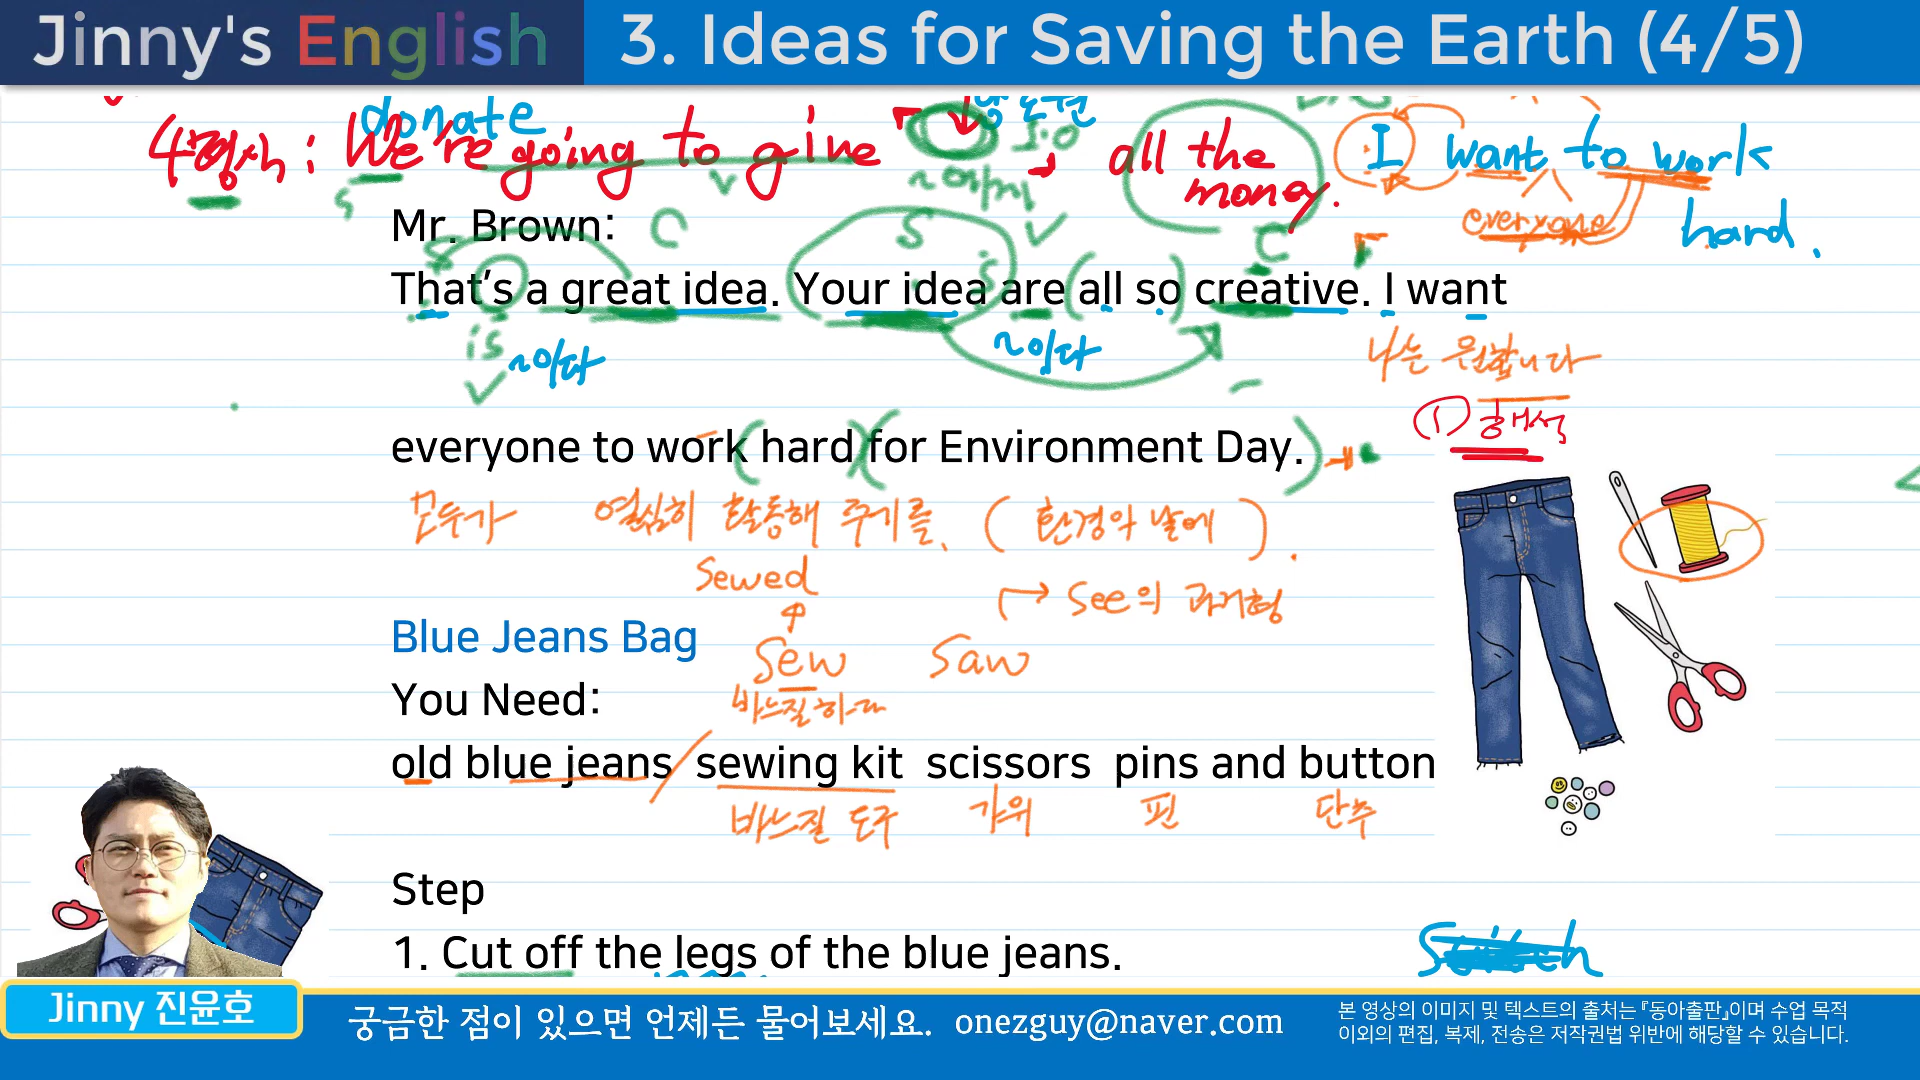 Jinny's English 3. Ideas for Saving the Earth (4/5)
donate
4형식: We're going to give I.O all the money.
~에게
I want to work hard.
everyone
S V
Mr. Brown:
S C S V C
That's a great idea. Your idea are all so creative. I want
is ~이다 is ~이다 나는 원합니다
① 해석
everyone to work hard for Environment Day.
모두가 열심히 활동해 주기를 (환경의 날에).
sewed see의 과거형
Blue Jeans Bag sew saw
You Need: 바느질하다
old blue jeans sewing kit scissors pins and button
바느질 도구 가위 핀 단추
Step
1. Cut off the legs of the blue jeans.
Jinny 진윤호
궁금한 점이 있으면 언제든 물어보세요. onezguy@naver.com
본 영상의 이미지 및 텍스트의 출처는 『동아출판』이며 수업 목적
이외의 편집, 복제, 전송은 저작권법 위반에 해당할 수 있습니다.